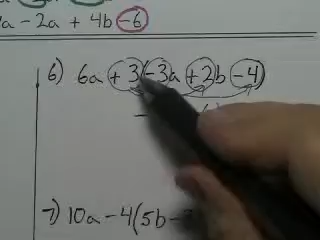 a - 2a + 4b - 6
6) 6a + 3(-3a + 2b - 4)
7) 10a - 4(5b -